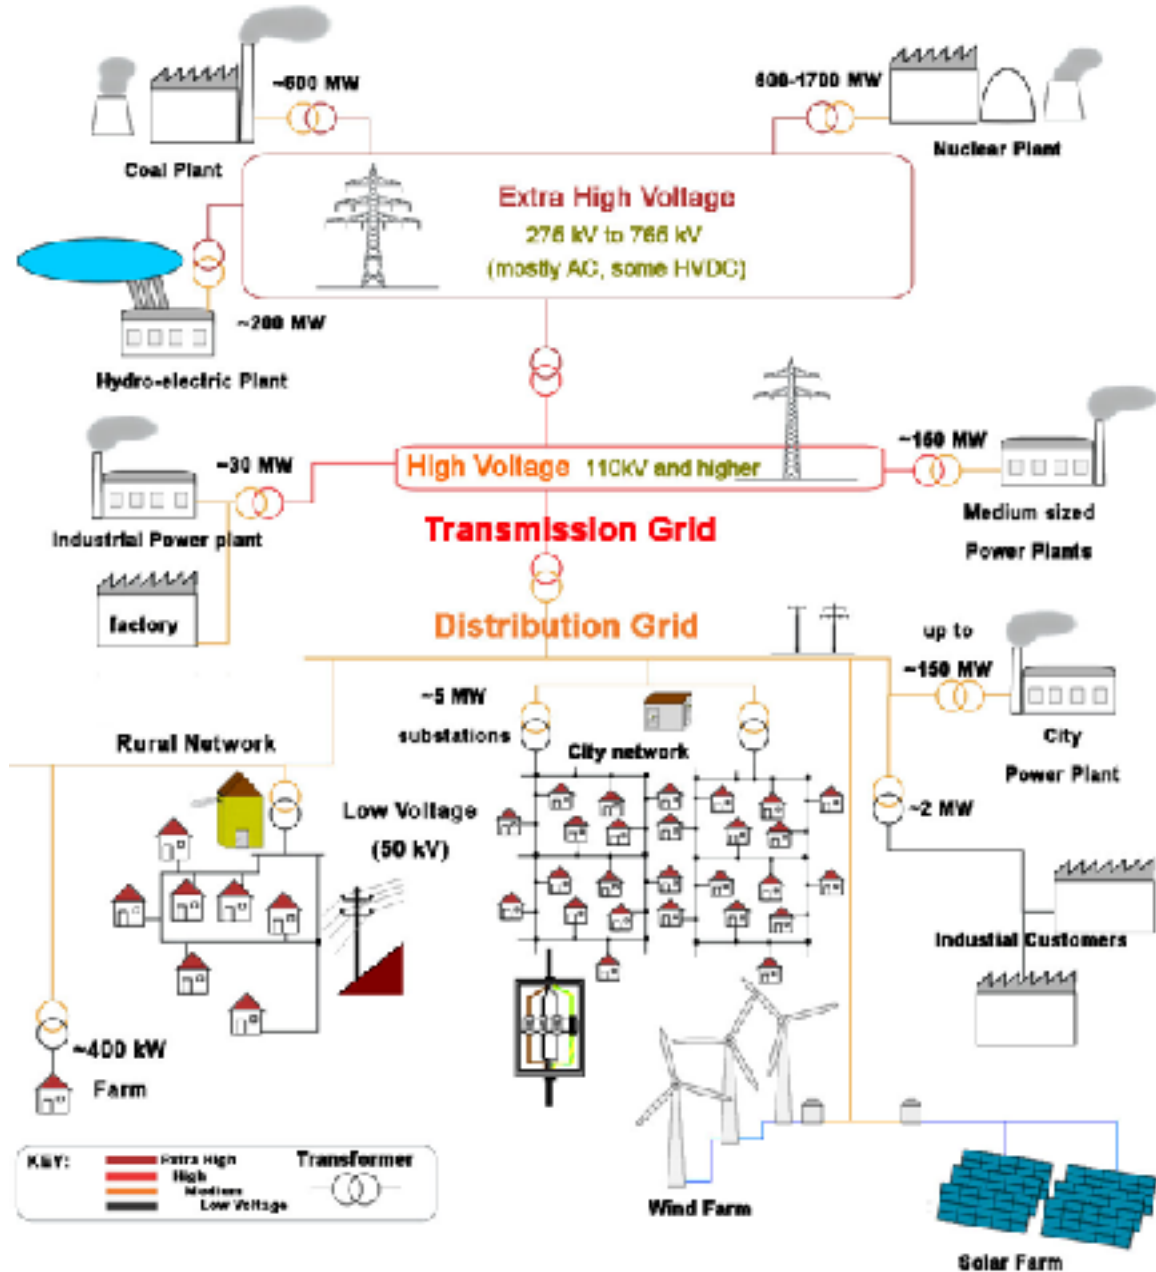 ~600 MW
600-1700 MW
Coal Plant
Nuclear Plant
Extra High Voltage
275 kV to 765 kV
(mostly AC, some HVDC)
~200 MW
Hydro-electric Plant
~30 MW
High Voltage 110kV and higher
~150 MW
Industrial Power plant
Medium sized
Power Plants
Transmission Grid
factory
Distribution Grid
up to
~150 MW
~5 MW
substations
City network
City
Power Plant
Rural Network
Low Voltage
(50 kV)
~2 MW
Industial Customers
~400 kW
Farm
KEY:
Extra High
High
Medium
Low Voltage
Transformer
Wind Farm
Solar Farm